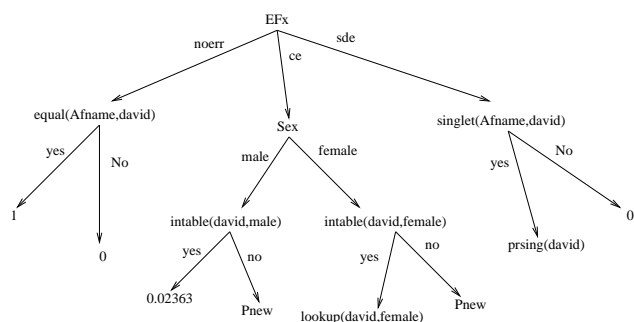 EFx
noerr
ce
sde
equal(Afname,david)
Sex
singlet(Afname,david)
yes
No
male
female
yes
No
1
0
intable(david,male)
intable(david,female)
0
prsing(david)
yes
no
yes
no
0.02363
Pnew
lookup(david,female)
Pnew